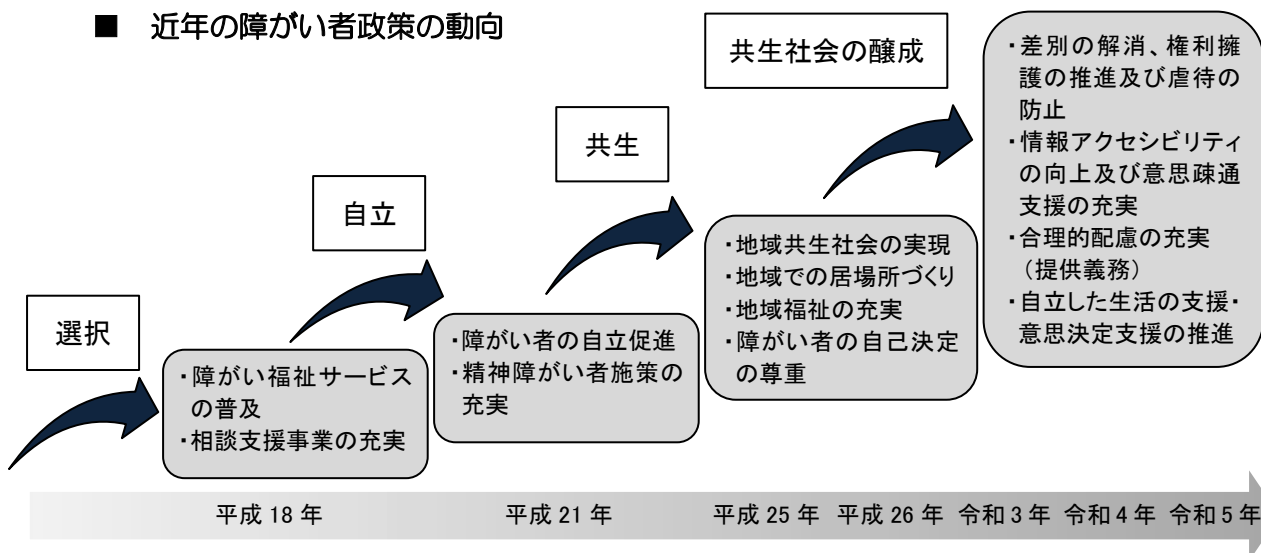 ■ 近年の障がい者政策の動向
選択
・障がい福祉サービス
の普及
・相談支援事業の充実
自立
・障がい者の自立促進
・精神障がい者施策の
充実
共生
・地域共生社会の実現
・地域での居場所づくり
・地域福祉の充実
・障がい者の自己決定
の尊重
共生社会の醸成
・差別の解消、権利擁
護の推進及び虐待の
防止
・情報アクセシビリティ
の向上及び意思疎通
支援の充実
・合理的配慮の充実
（提供義務）
・自立した生活の支援・
意思決定支援の推進
平成 18 年 平成 21 年 平成 25 年 平成 26 年 令和 3 年 令和 4 年 令和 5 年